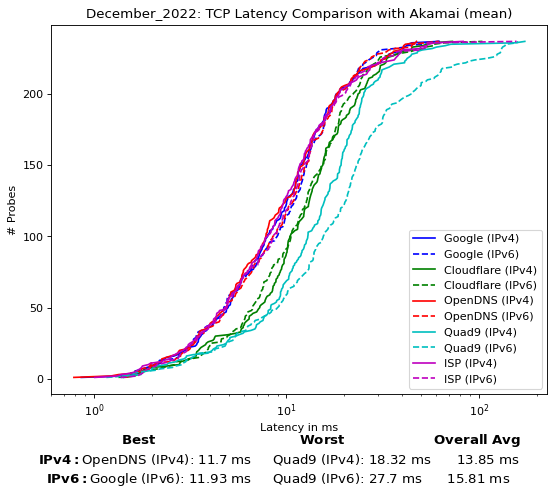 December_2022: TCP Latency Comparison with Akamai (mean)
# Probes
200
150
100
50
0
Google (IPv4)
Google (IPv6)
Cloudflare (IPv4)
Cloudflare (IPv6)
OpenDNS (IPv4)
OpenDNS (IPv6)
Quad9 (IPv4)
Quad9 (IPv6)
ISP (IPv4)
ISP (IPv6)
10⁰ 10¹ 10²
Latency in ms
Best Worst Overall Avg
IPv4: OpenDNS (IPv4): 11.7 ms Quad9 (IPv4): 18.32 ms 13.85 ms
IPv6: Google (IPv6): 11.93 ms Quad9 (IPv6): 27.7 ms 15.81 ms